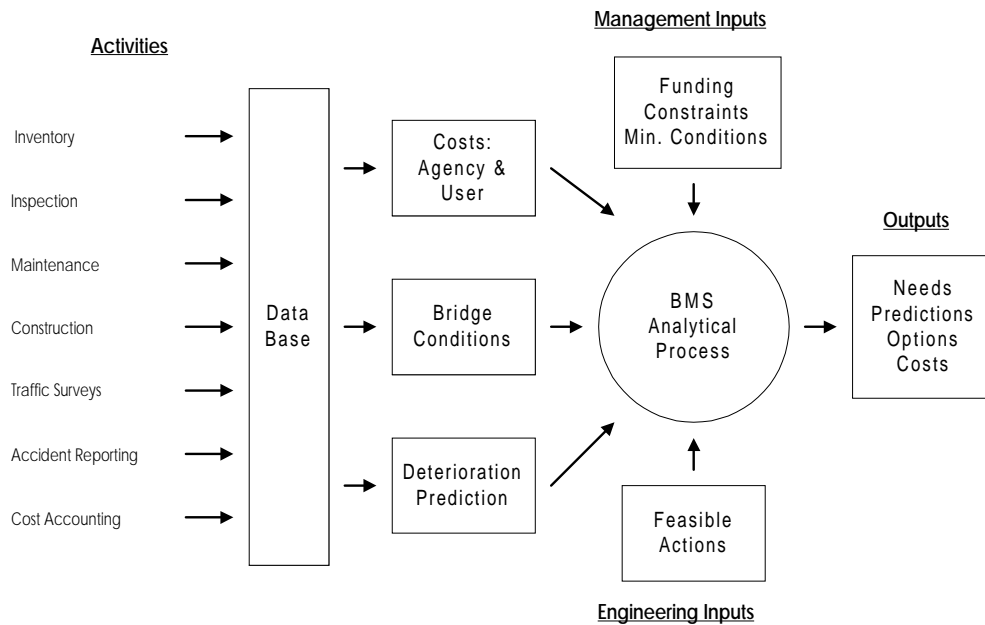 Management Inputs
Activities
Funding
Constraints
Min. Conditions
Inventory
Costs:
Agency &
User
Inspection
Outputs
Maintenance
Needs
Predictions
Options
Costs
Data
Base
Bridge
Conditions
BMS
Analytical
Process
Construction
Traffic Surveys
Accident Reporting
Deterioration
Prediction
Cost Accounting
Feasible
Actions
Engineering Inputs